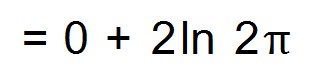 = 0 + 2ln 2π